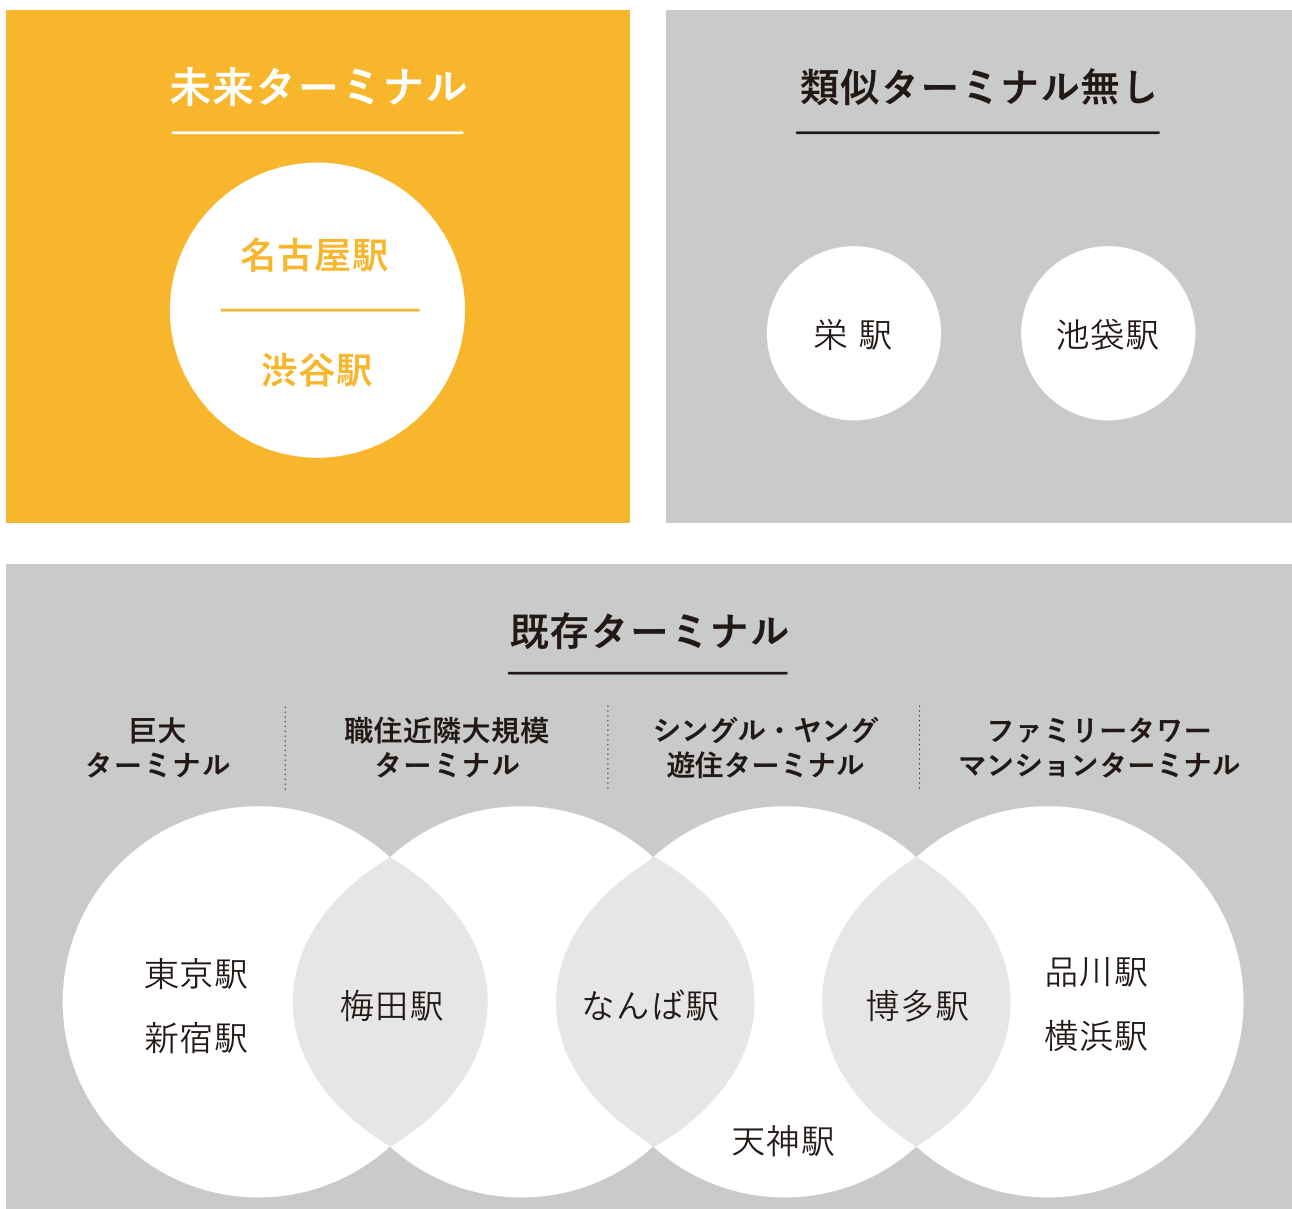 未来ターミナル
名古屋駅
渋谷駅
類似ターミナル無し
栄 駅
池袋駅
既存ターミナル
巨大
ターミナル
職住近隣大規模
ターミナル
シングル・ヤング
遊住ターミナル
ファミリータワー
マンションターミナル
東京駅
新宿駅
梅田駅
なんば駅
天神駅
博多駅
品川駅
横浜駅